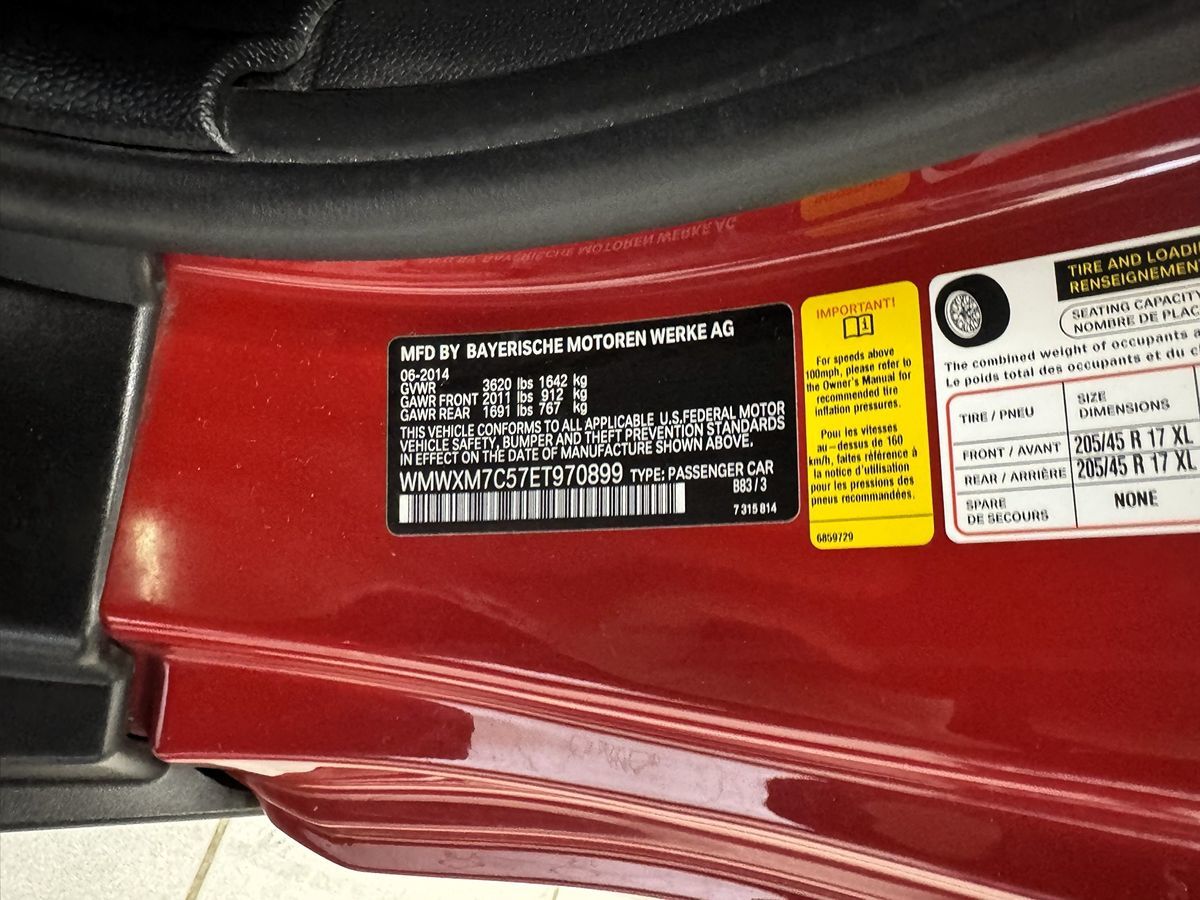 MFD BY BAYERISCHE MOTOREN WERKE AG
06-2014
GVWR 3620 lbs 1642 kg
GAWR FRONT 2011 lbs 912 kg
GAWR REAR 1691 lbs 767 kg
THIS VEHICLE CONFORMS TO ALL APPLICABLE U.S.FEDERAL MOTOR
VEHICLE SAFETY, BUMPER AND THEFT PREVENTION STANDARDS
IN EFFECT ON THE DATE OF MANUFACTURE SHOWN ABOVE.
WMWXM7C57ET970899 TYPE: PASSENGER CAR
B83/3
7 315 814
IMPORTANT!
For speeds above
100mph, please refer to
the Owner's Manual for
recommended tire
inflation pressures.
Pour les vitesses
au-dessus de 160
km/h, faites référence à
la notice d'utilisation
pour les pressions des
pneus recommandées.
6859729
TIRE AND LOADI
RENSEIGNEMENT
SEATING CAPACITY
NOMBRE DE PLAC
The combined weight of occupants a
Le poids total des occupants et du c
TIRE / PNEU
SIZE
DIMENSIONS
FRONT / AVANT 205/45 R 17 XL
REAR / ARRIÈRE 205/45 R 17 XL
SPARE
DE SECOURS
NONE